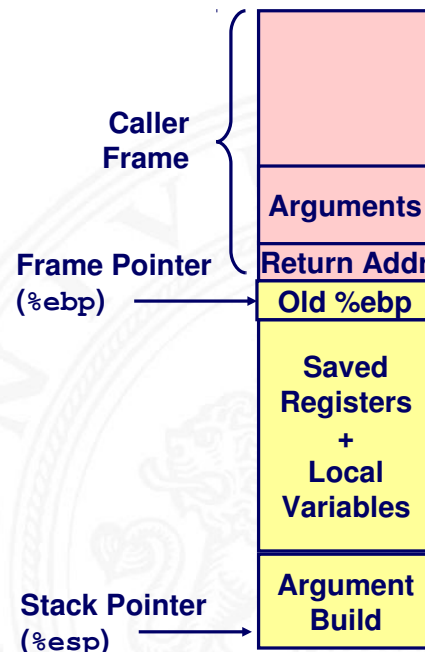 Caller
Frame
Arguments
Return Addr
Frame Pointer
(%ebp)
Old %ebp
Saved
Registers
+
Local
Variables
Argument
Build
Stack Pointer
(%esp)